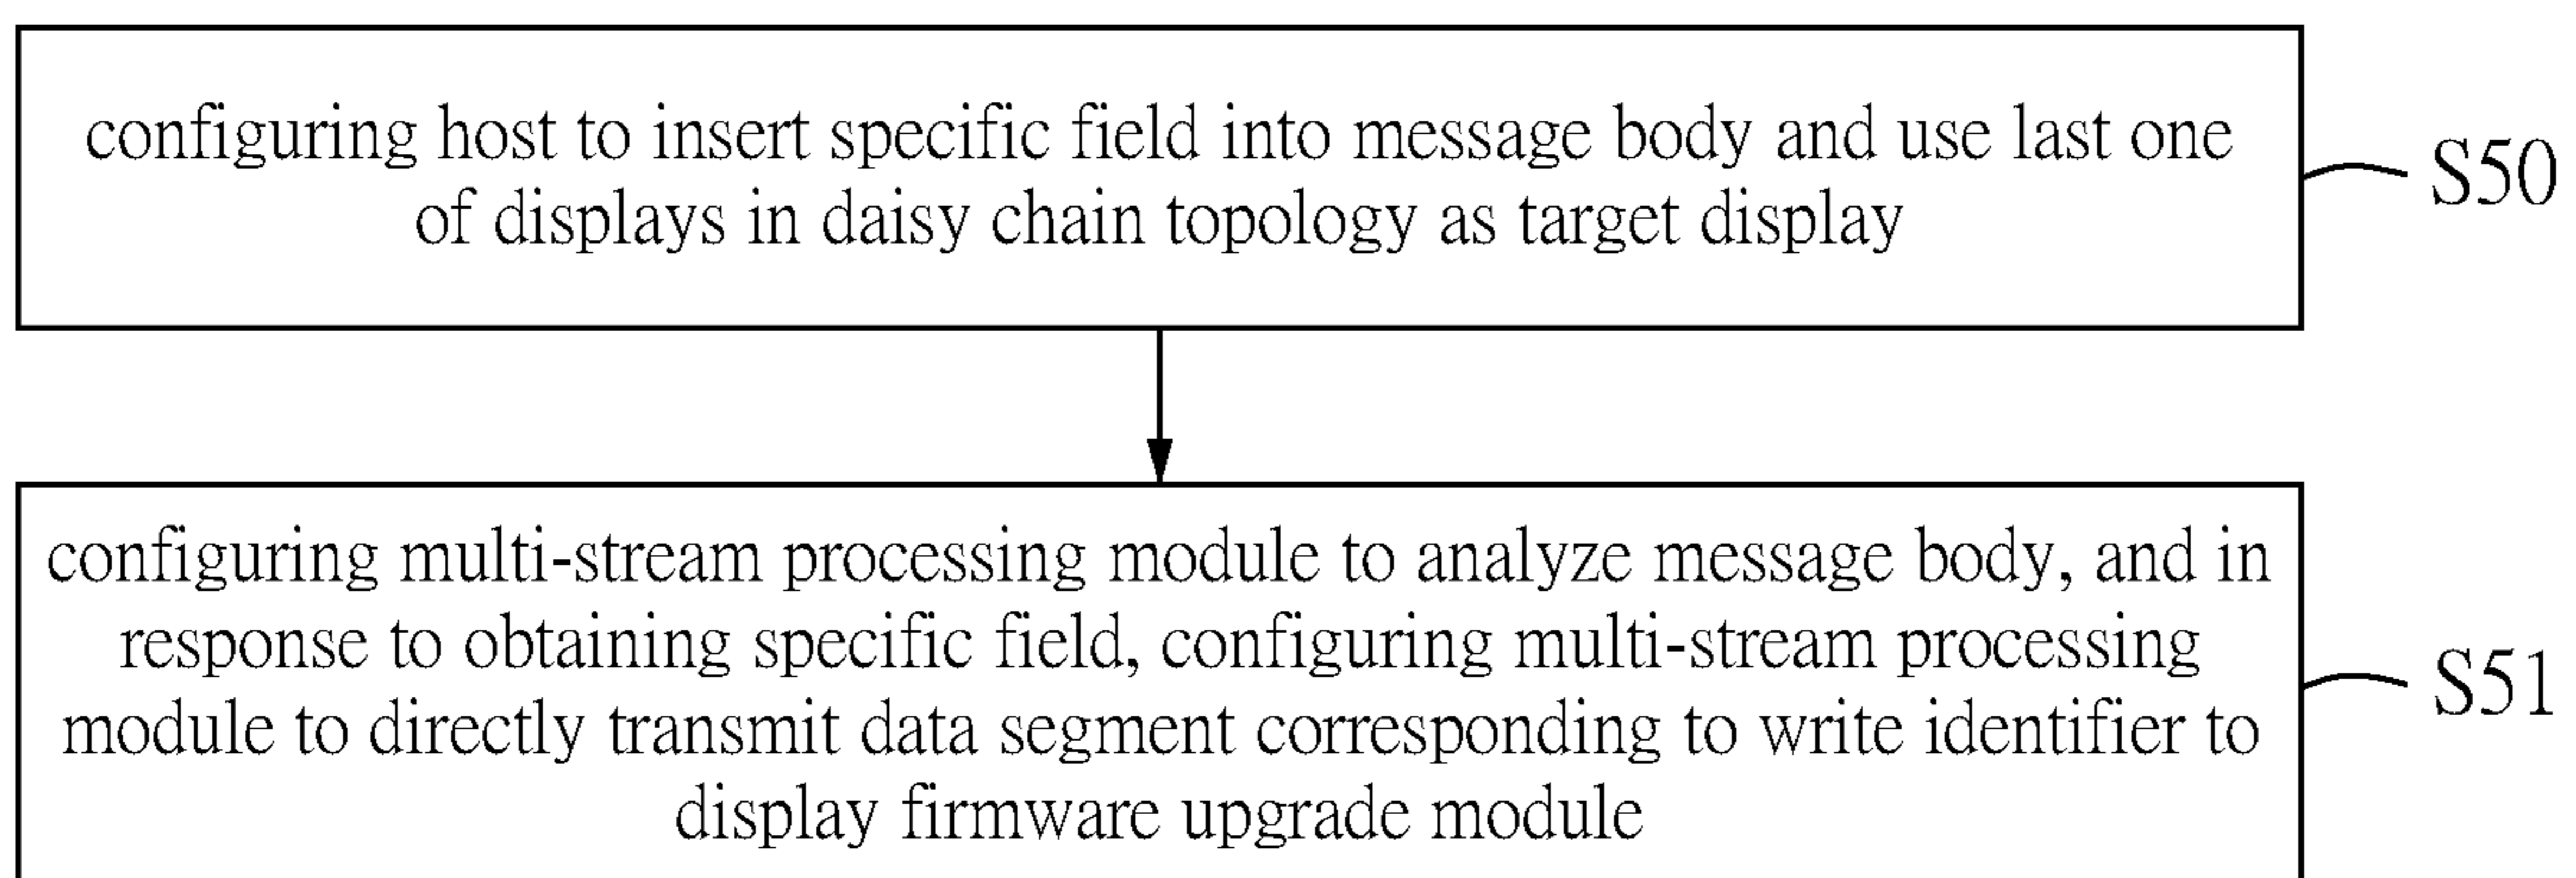 configuring host to insert specific field into message body and use last one
of displays in daisy chain topology as target display
S50
configuring multi-stream processing module to analyze message body, and in
response to obtaining specific field, configuring multi-stream processing
module to directly transmit data segment corresponding to write identifier to
display firmware upgrade module
S51